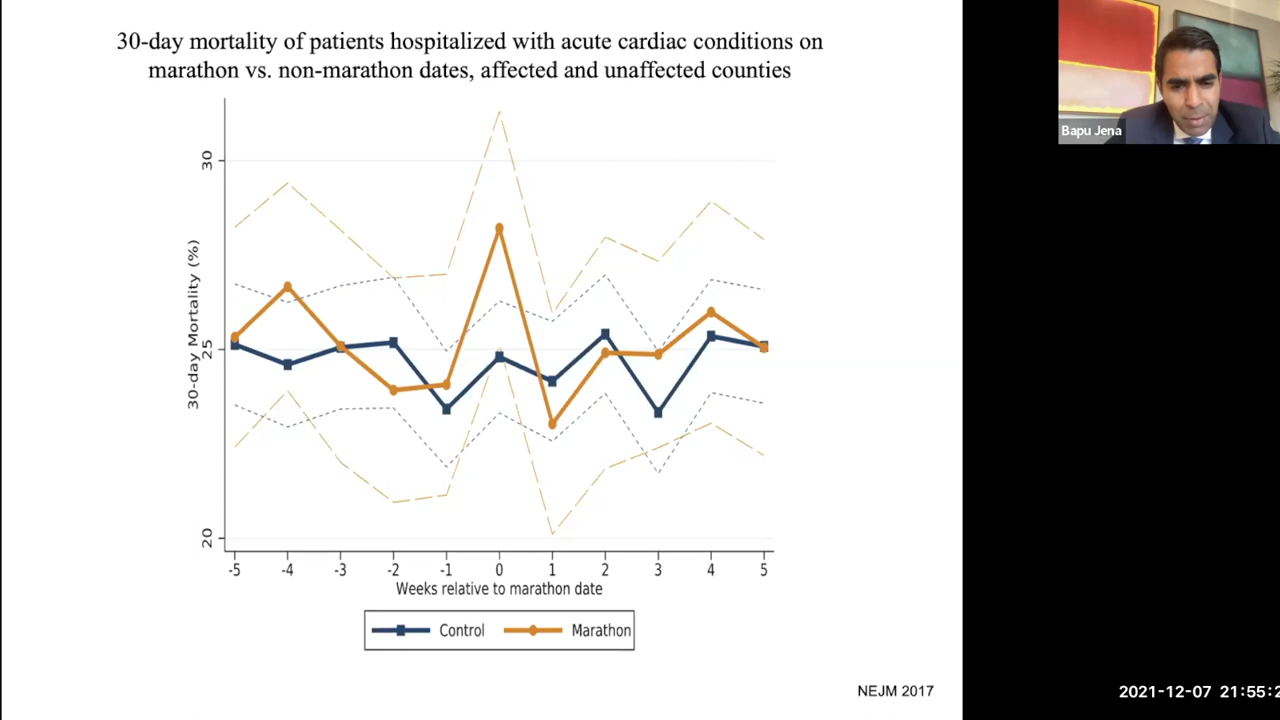 30-day mortality of patients hospitalized with acute cardiac conditions on
marathon vs. non-marathon dates, affected and unaffected counties
Bapu Jena
30-day Mortality (%)
30
25
20
-5 -4 -3 -2 -1 0 1 2 3 4 5
Weeks relative to marathon date
Control Marathon
NEJM 2017
2021-12-07 21:55:2